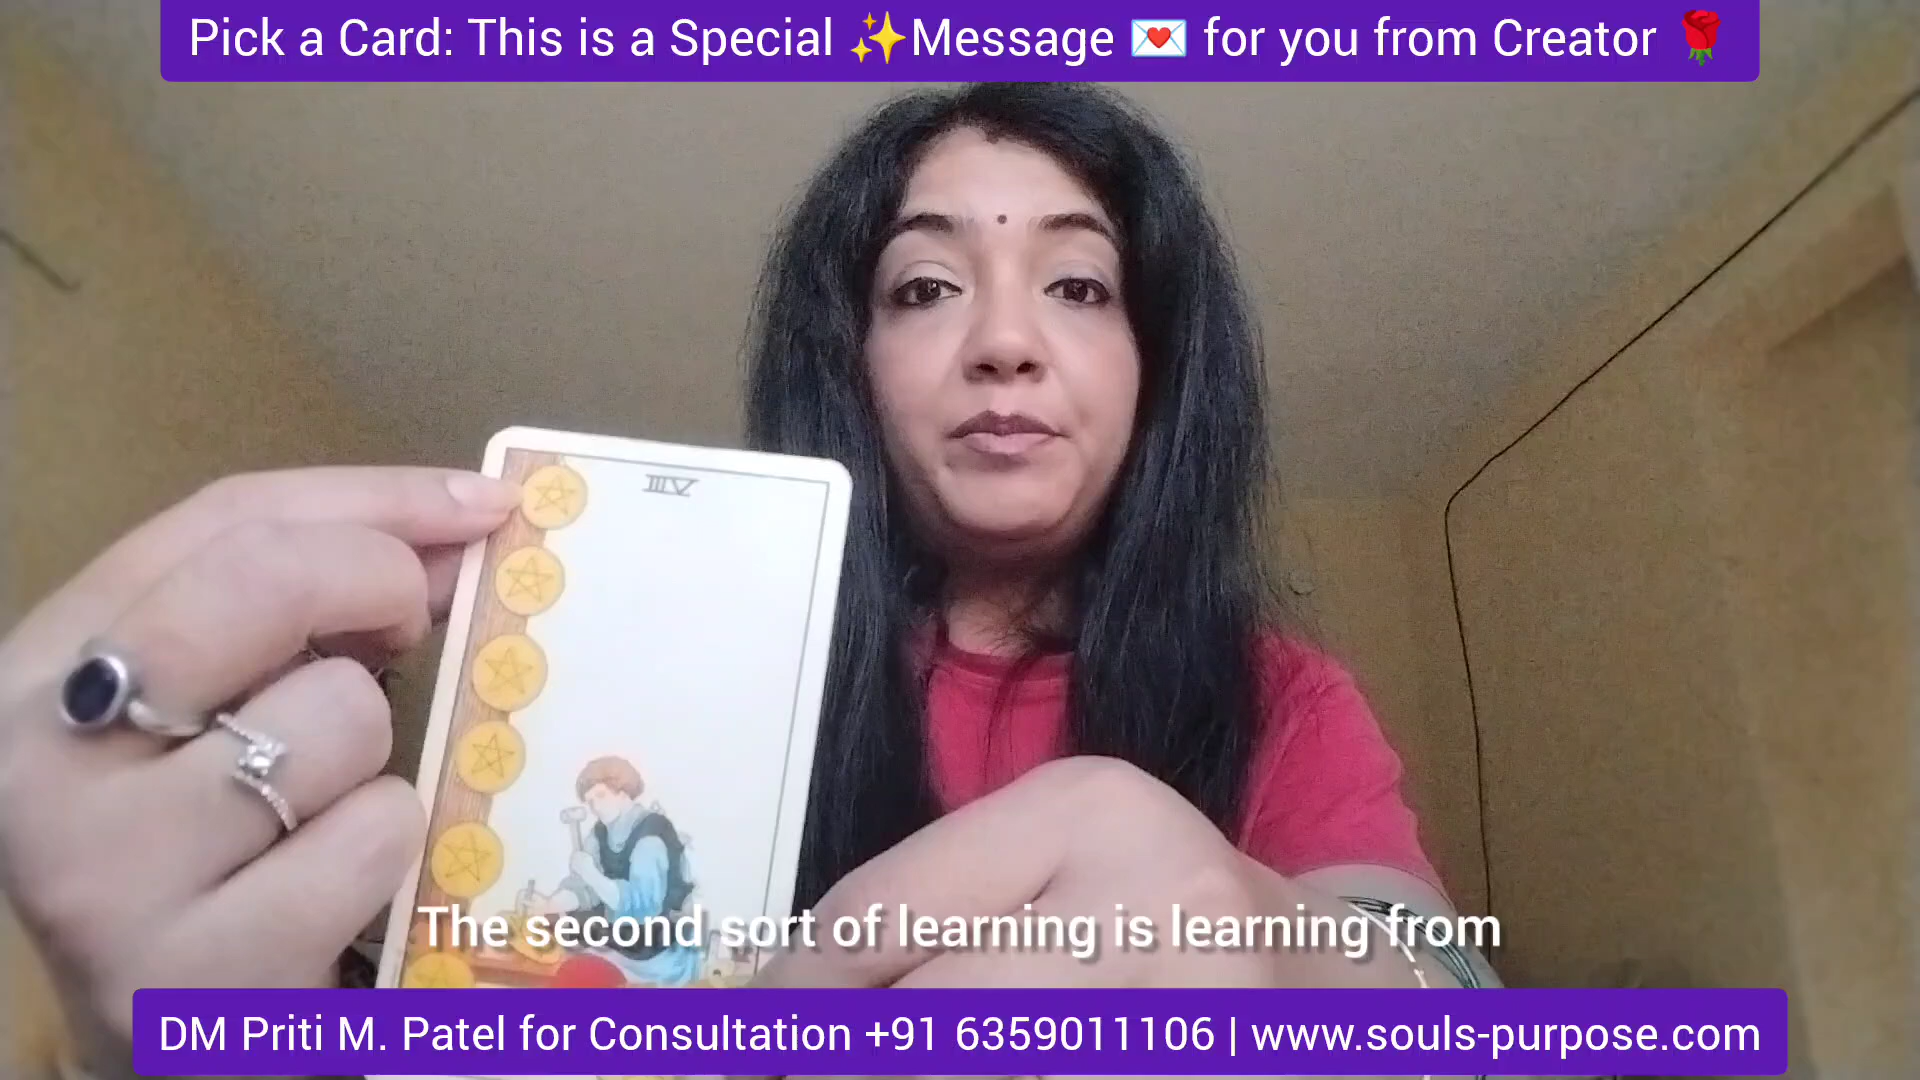 Pick a Card: This is a Special ✨Message 💌 for you from Creator 🌹
IIIV
The second sort of learning is learning from
DM Priti M. Patel for Consultation +91 6359011106 | www.souls-purpose.com